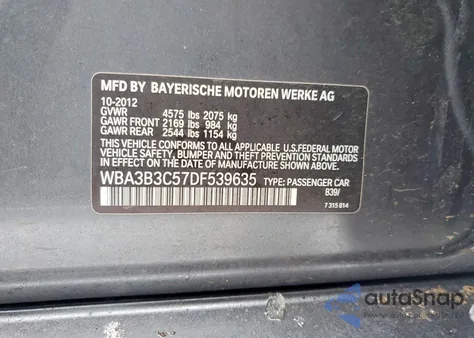 MFD BY BAYERISCHE MOTOREN WERKE AG
10-2012
GVWR 4575 lbs 2075 kg
GAWR FRONT 2169 lbs 984 kg
GAWR REAR 2544 lbs 1154 kg
THIS VEHICLE CONFORMS TO ALL APPLICABLE U.S. FEDERAL MOTOR
VEHICLE SAFETY, BUMPER, AND THEFT PREVENTION
STANDARDS IN EFFECT ON THE DATE OF MANUFACTURE SHOWN ABOVE.
WBA3B3C57DF539635 TYPE: PASSENGER CAR
B39/
7 315 814
autoSnap